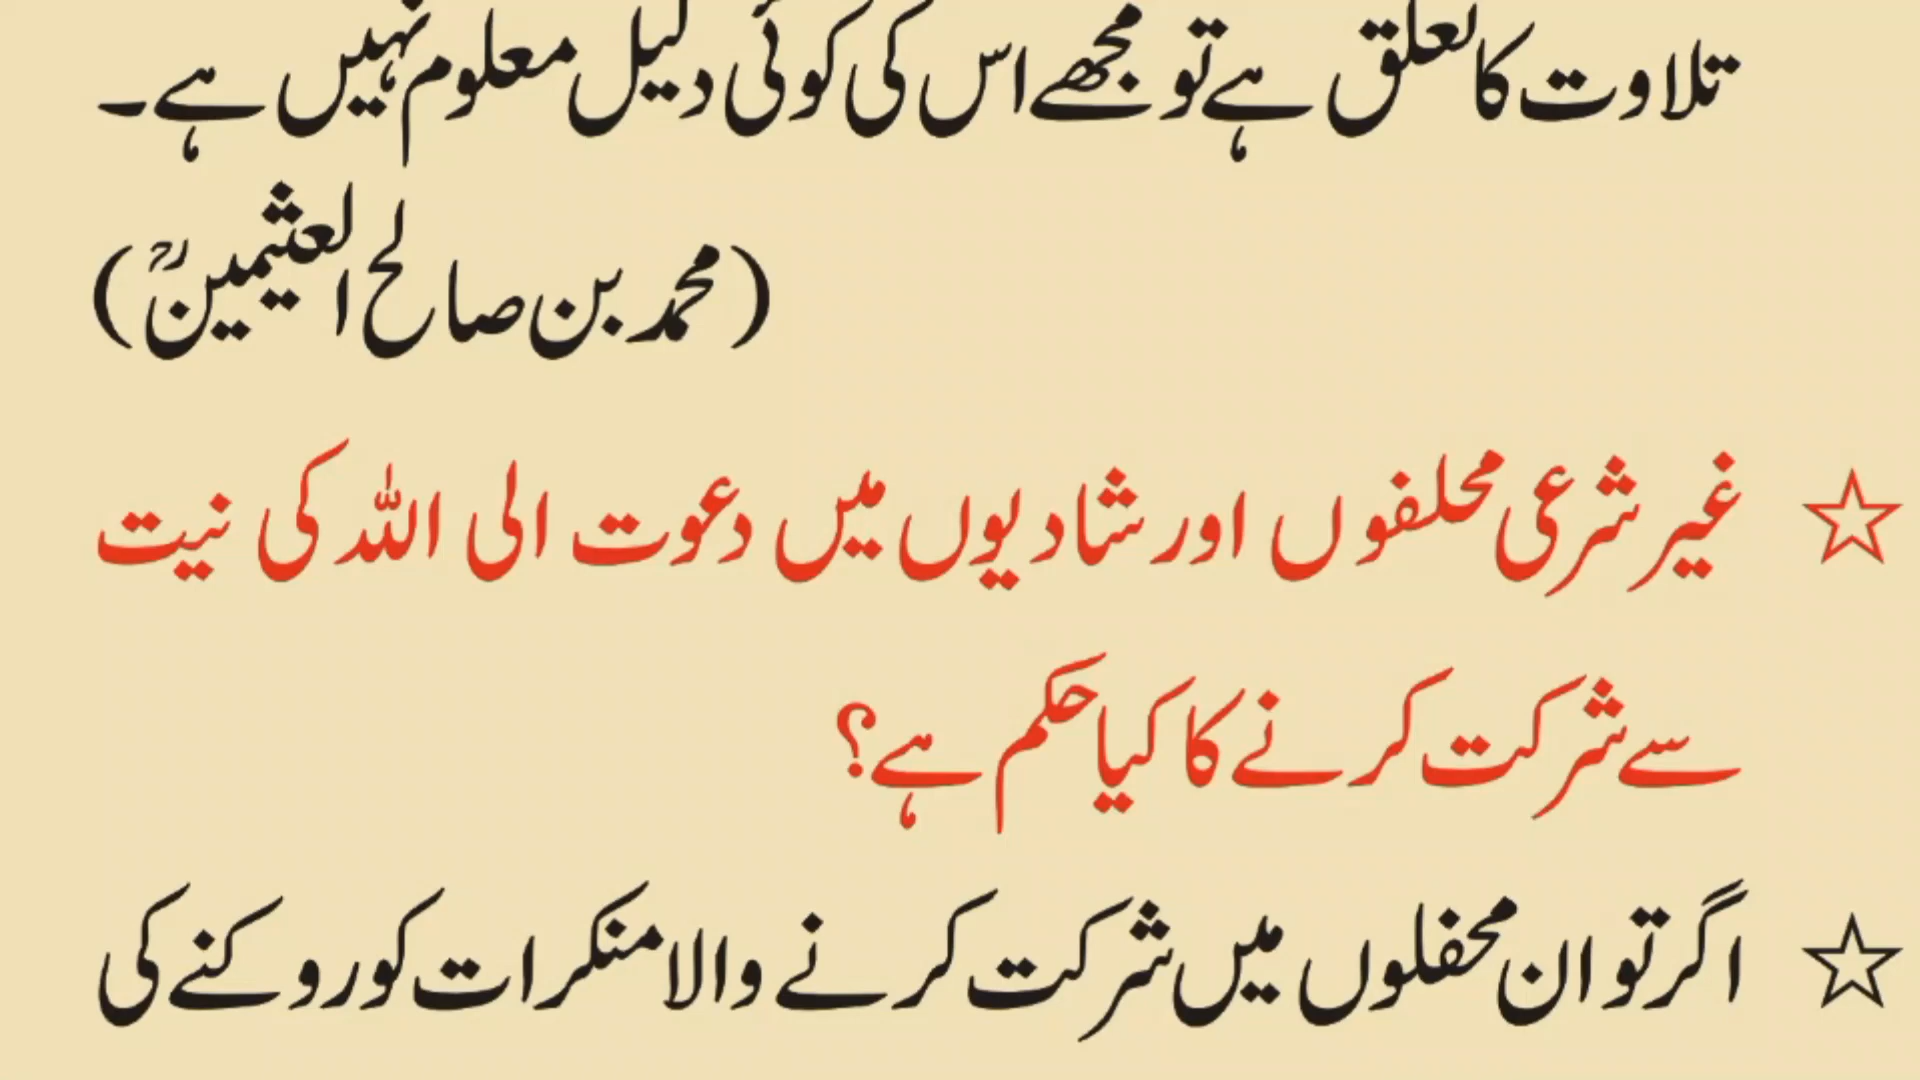 تلاوت کا تعلق ہے تو مجھے اس کی کوئی دلیل معلوم نہیں ہے۔
(محمد بن صالح العثیمینؒ)
☆ غیر شرعی محلفوں اور شادیوں میں دعوت الی اللہ کی نیت
سے شرکت کرنے کا کیا حکم ہے؟
☆ اگر تو ان محفلوں میں شرکت کرنے والا منکرات کو روکنے کی